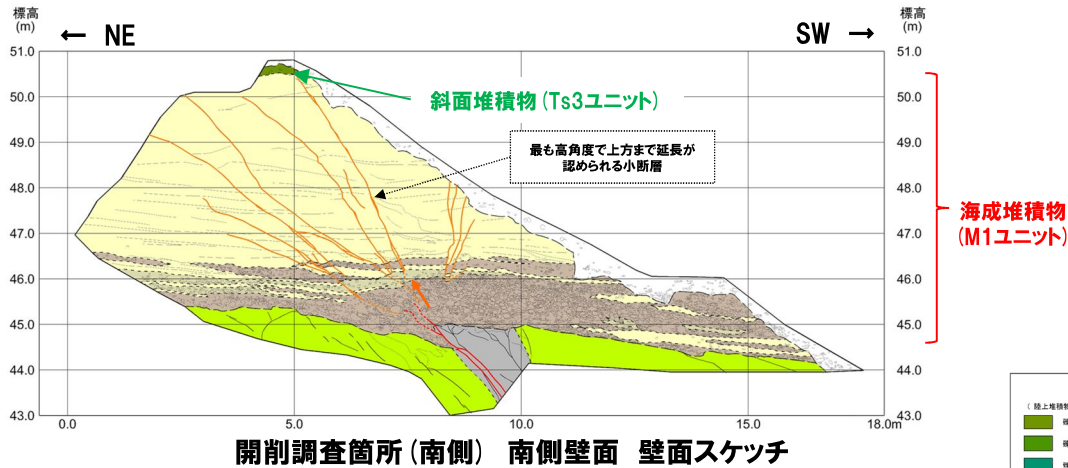 標高
(m)
← NE
SW →
標高
(m)
51.0
51.0
50.0
50.0
斜面堆積物(Ts3ユニット)
49.0
49.0
最も高角度で上方まで延長が
認められる小断層
48.0
48.0
海成堆積物
(M1ユニット)
47.0
47.0
46.0
46.0
45.0
45.0
44.0
44.0
43.0
43.0
0.0
5.0
10.0
15.0
18.0m
( 陸上堆積物
開削調査箇所(南側) 南側壁面 壁面スケッチ